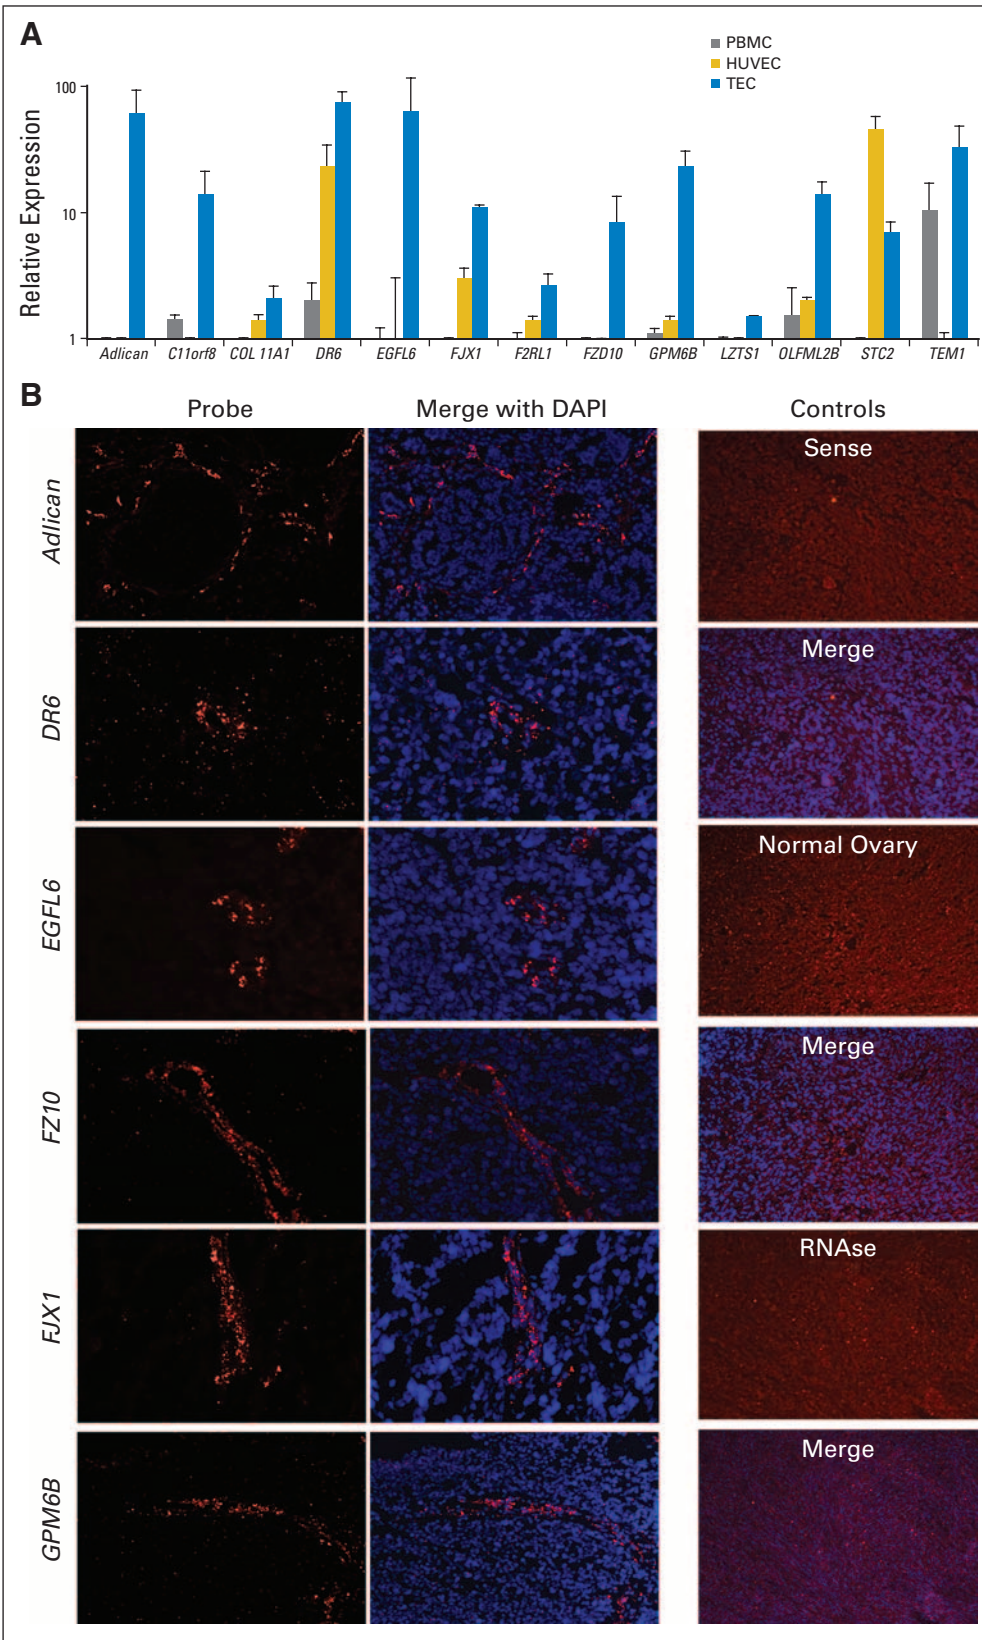 A
PBMC
HUVEC
TEC
Relative Expression
100
10
1
Adlican C11orf8 COL 11A1 DR6 EGFL6 FJX1 F2RL1 FZD10 GPM6B LZTS1 OLFML2B STC2 TEM1
B
Probe Merge with DAPI Controls
Adlican
Sense
DR6
Merge
EGFL6
Normal Ovary
FZ10
Merge
FJX1
RNAse
GPM6B
Merge